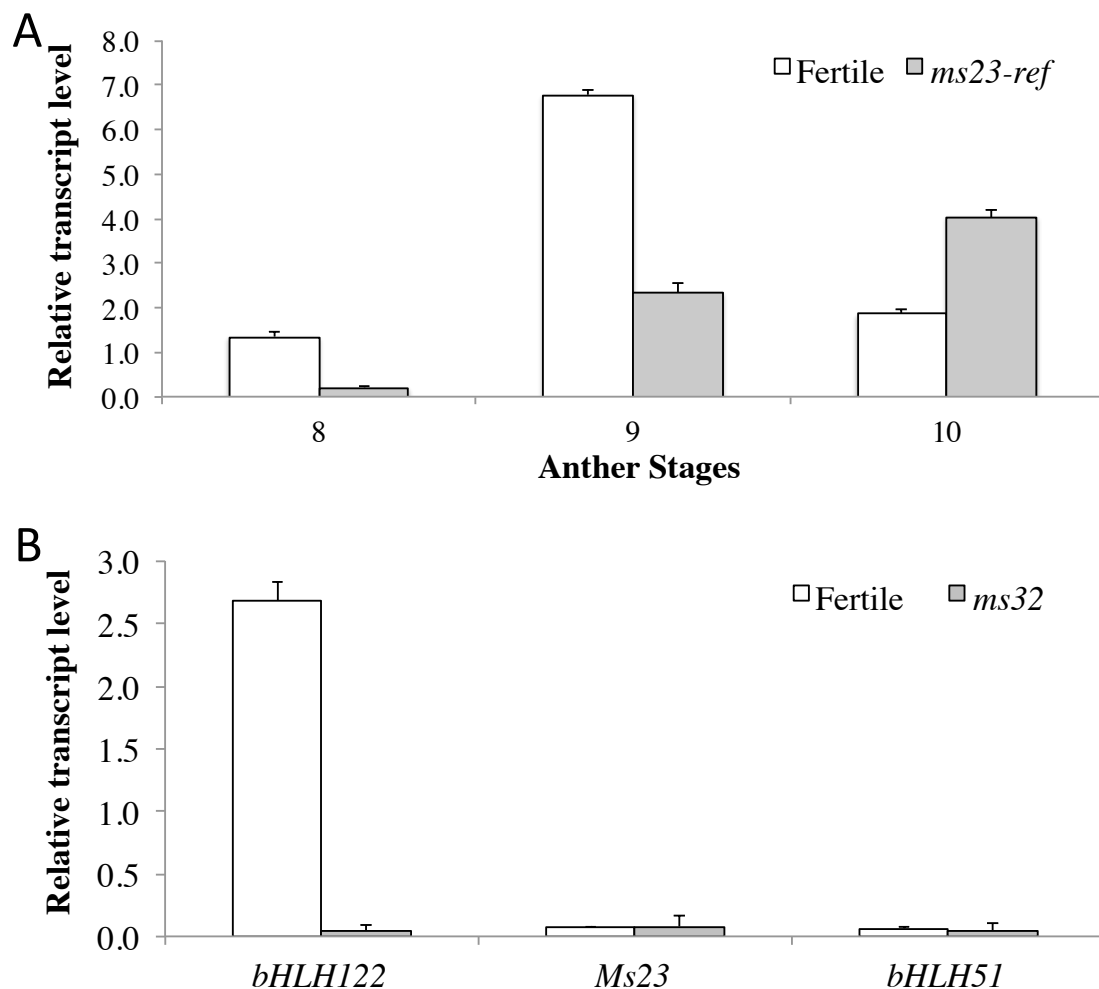 A
Relative transcript level
8.0
7.0
6.0
5.0
4.0
3.0
2.0
1.0
0.0
Fertile
ms23-ref
8
9
10
Anther Stages
B
Relative transcript level
3.0
2.5
2.0
1.5
1.0
0.5
0.0
Fertile
ms32
bHLH122
Ms23
bHLH51